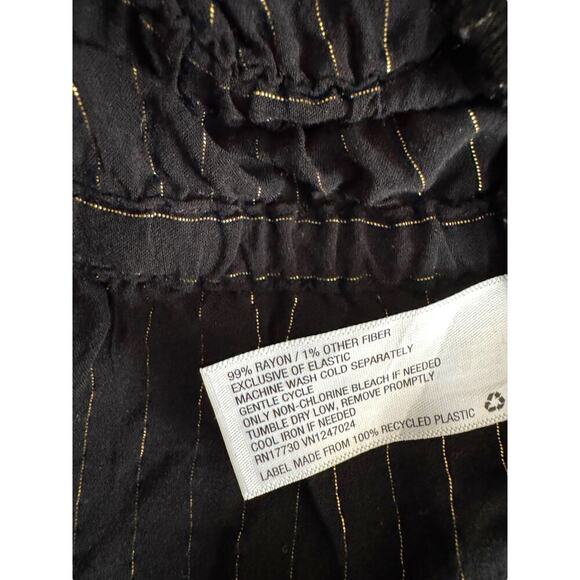 99% RAYON / 1% OTHER FIBER
EXCLUSIVE OF ELASTIC
MACHINE WASH COLD SEPARATELY
GENTLE CYCLE
ONLY NON-CHLORINE BLEACH IF NEEDED
TUMBLE DRY LOW, REMOVE PROMPTLY
COOL IRON IF NEEDED
RN17730 VN1247024
LABEL MADE FROM 100% RECYCLED PLASTIC